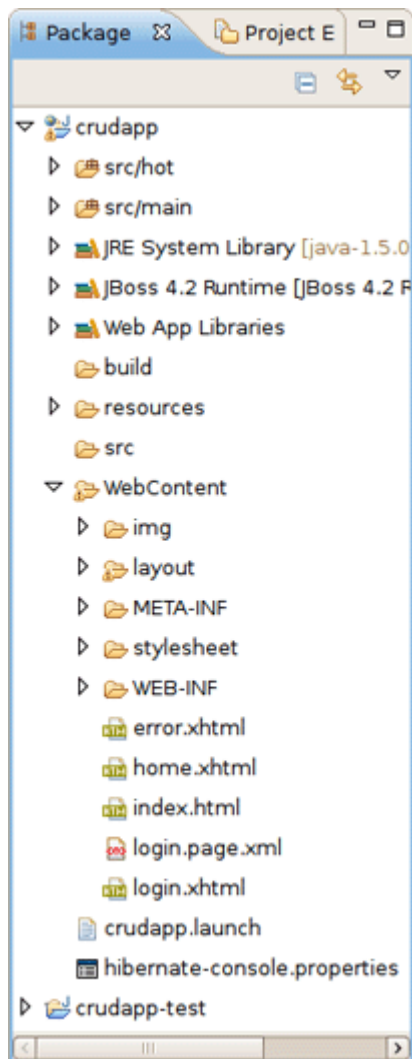 Package Project E
crudapp
src/hot
src/main
JRE System Library [java-1.5.0
JBoss 4.2 Runtime [JBoss 4.2 R
Web App Libraries
build
resources
src
WebContent
img
layout
META-INF
stylesheet
WEB-INF
error.xhtml
home.xhtml
index.html
login.page.xml
login.xhtml
crudapp.launch
hibernate-console.properties
crudapp-test